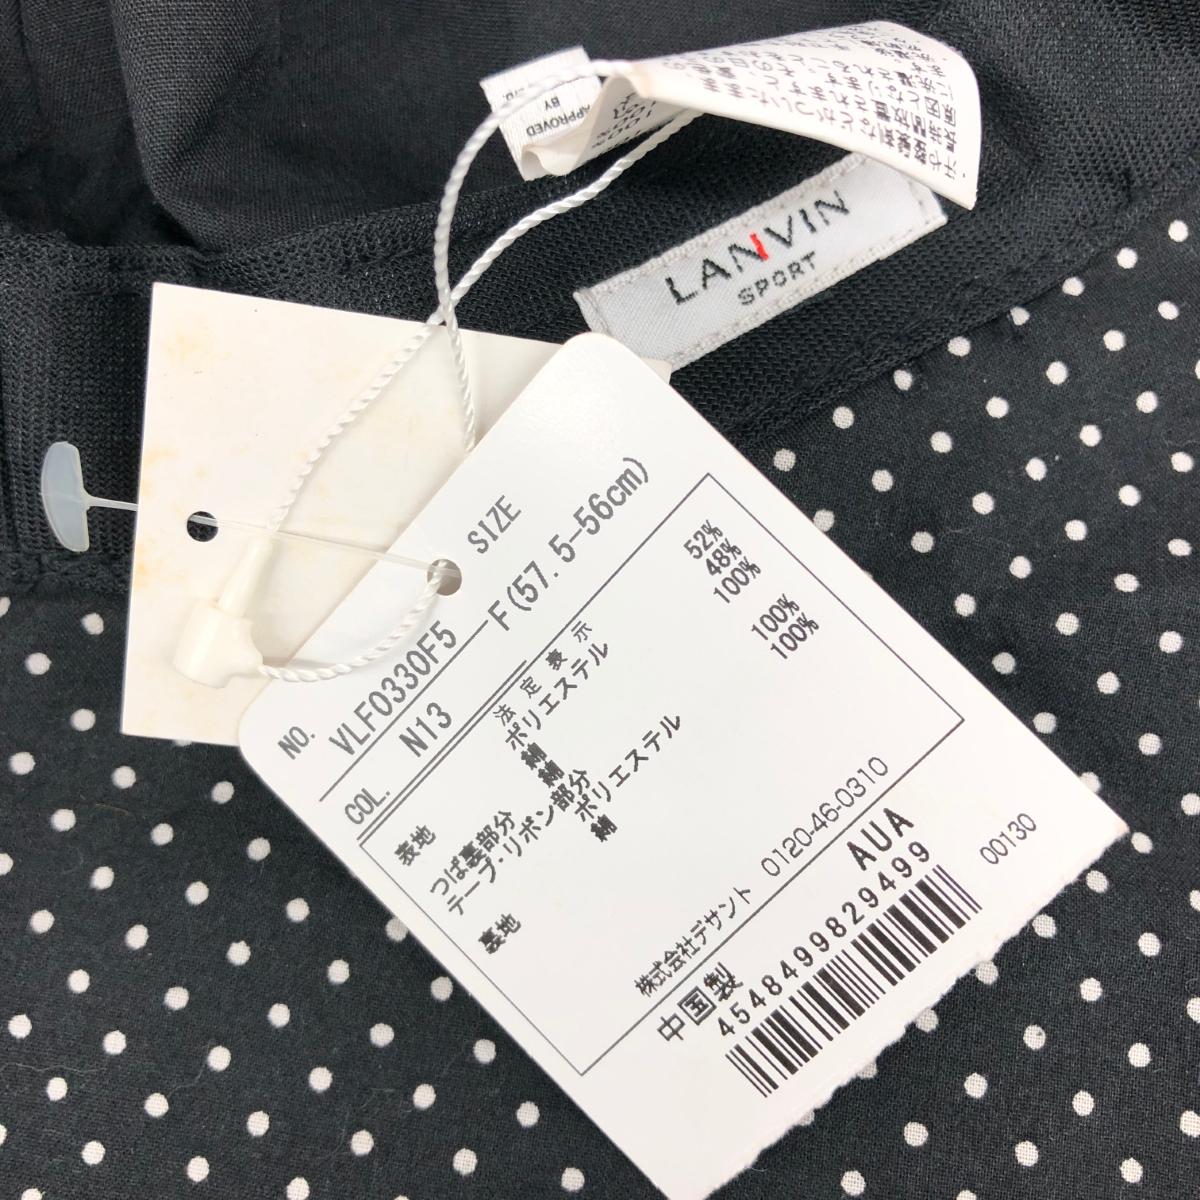 APPROVED
BY
LANVIN
SPORT
SIZE
F(57.5-56cm)
NO.
VLF0330F5
COL.
N13
法定表示
表地
ポリエステル
52%
綿
48%
つば裏部分
綿
100%
テープ・リボン部分
ポリエステル
100%
裏地
綿
100%
株式会社デサント 0120-46-0310
中国製
AUA
4548499829499
00130